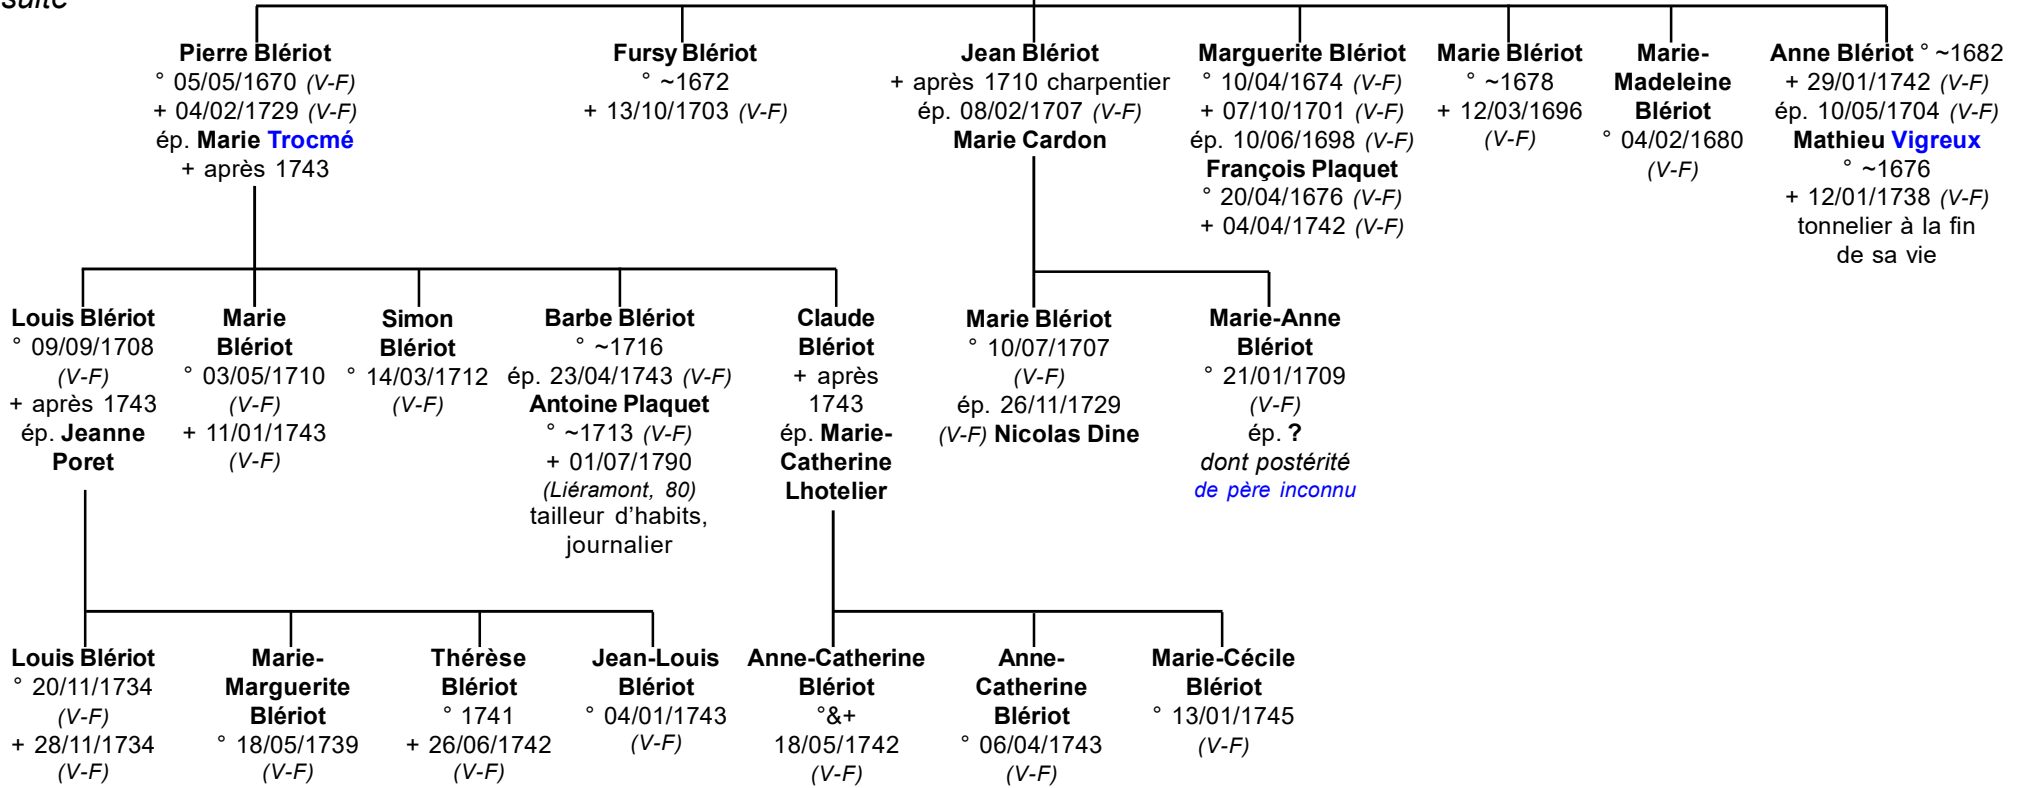 suite
Pierre Blériot
° 05/05/1670 (V-F)
+ 04/02/1729 (V-F)
ép. Marie Trocmé
+ après 1743
Fursy Blériot
° ~1672
+ 13/10/1703 (V-F)
Jean Blériot
+ après 1710 charpentier
ép. 08/02/1707 (V-F)
Marie Cardon
Marguerite Blériot
° 10/04/1674 (V-F)
+ 07/10/1701 (V-F)
ép. 10/06/1698 (V-F)
François Plaquet
° 20/04/1676 (V-F)
+ 04/04/1742 (V-F)
Marie Blériot
° ~1678
+ 12/03/1696
(V-F)
Marie-
Madeleine
Blériot
° 04/02/1680
(V-F)
Anne Blériot ° ~1682
+ 29/01/1742 (V-F)
ép. 10/05/1704 (V-F)
Mathieu Vigreux
° ~1676
+ 12/01/1738 (V-F)
tonnelier à la fin
de sa vie
Louis Blériot
° 09/09/1708
(V-F)
+ après 1743
ép. Jeanne
Poret
Marie
Blériot
° 03/05/1710
(V-F)
+ 11/01/1743
(V-F)
Simon
Blériot
° 14/03/1712
(V-F)
Barbe Blériot
° ~1716
ép. 23/04/1743 (V-F)
Antoine Plaquet
° ~1713 (V-F)
+ 01/07/1790
(Liéramont, 80)
tailleur d'habits,
journalier
Claude
Blériot
+ après
1743
ép. Marie-
Catherine
Lhotelier
Marie Blériot
° 10/07/1707
(V-F)
ép. 26/11/1729
(V-F) Nicolas Dine
Marie-Anne
Blériot
° 21/01/1709
(V-F)
ép. ?
dont postérité
de père inconnu
Louis Blériot
° 20/11/1734
(V-F)
+ 28/11/1734
(V-F)
Marie-
Marguerite
Blériot
° 18/05/1739
(V-F)
Thérèse
Blériot
° 1741
+ 26/06/1742
(V-F)
Jean-Louis
Blériot
° 04/01/1743
(V-F)
Anne-Catherine
Blériot
°&+
18/05/1742
(V-F)
Anne-
Catherine
Blériot
° 06/04/1743
(V-F)
Marie-Cécile
Blériot
° 13/01/1745
(V-F)